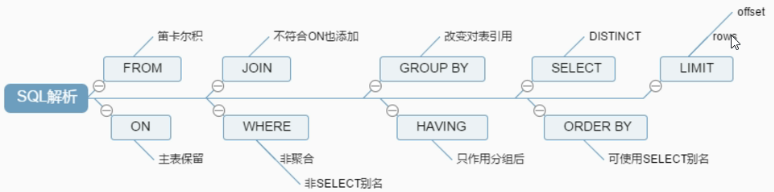 offset
rows
笛卡尔积
不符合ON也添加
改变对表引用
DISTINCT
FROM
JOIN
GROUP BY
SELECT
LIMIT
SQL解析
ON
WHERE
HAVING
ORDER BY
主表保留
非聚合
只作用分组后
可使用SELECT别名
非SELECT别名